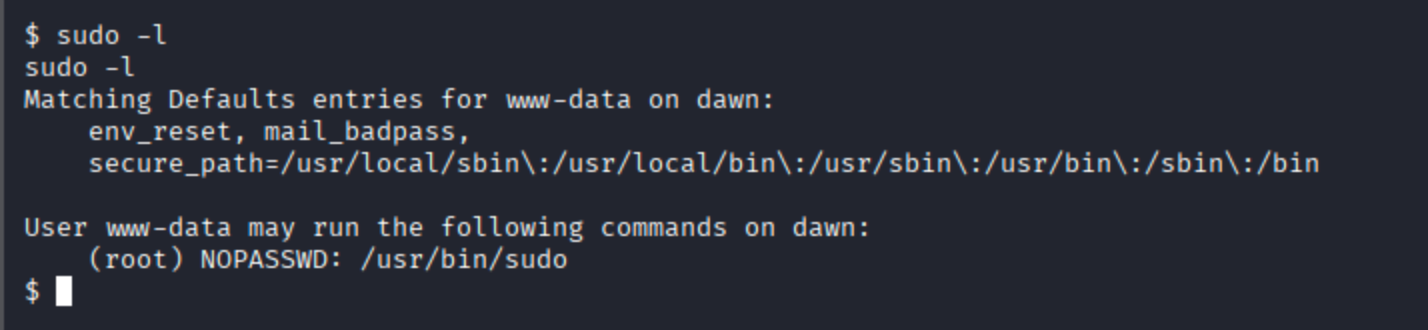 $ sudo -l
sudo -l
Matching Defaults entries for www-data on dawn:
    env_reset, mail_badpass,
    secure_path=/usr/local/sbin\:/usr/local/bin\:/usr/sbin\:/usr/bin\:/sbin\:/bin

User www-data may run the following commands on dawn:
    (root) NOPASSWD: /usr/bin/sudo
$